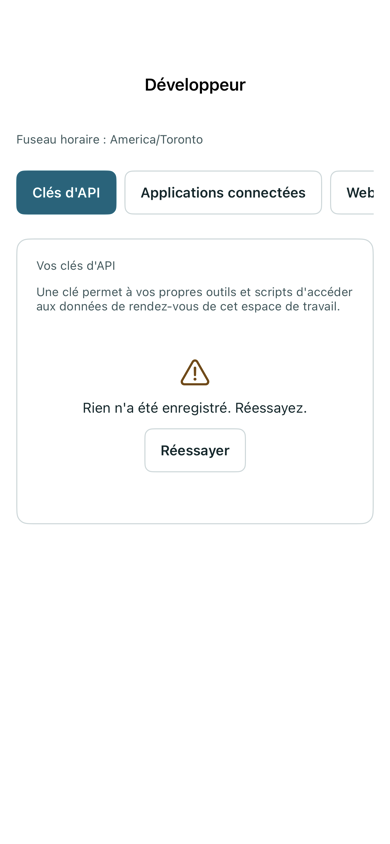 Développeur
Fuseau horaire : America/Toronto
Clés d'API
Applications connectées
Web
Vos clés d'API
Une clé permet à vos propres outils et scripts d'accéder
aux données de rendez-vous de cet espace de travail.
Rien n'a été enregistré. Réessayez.
Réessayer